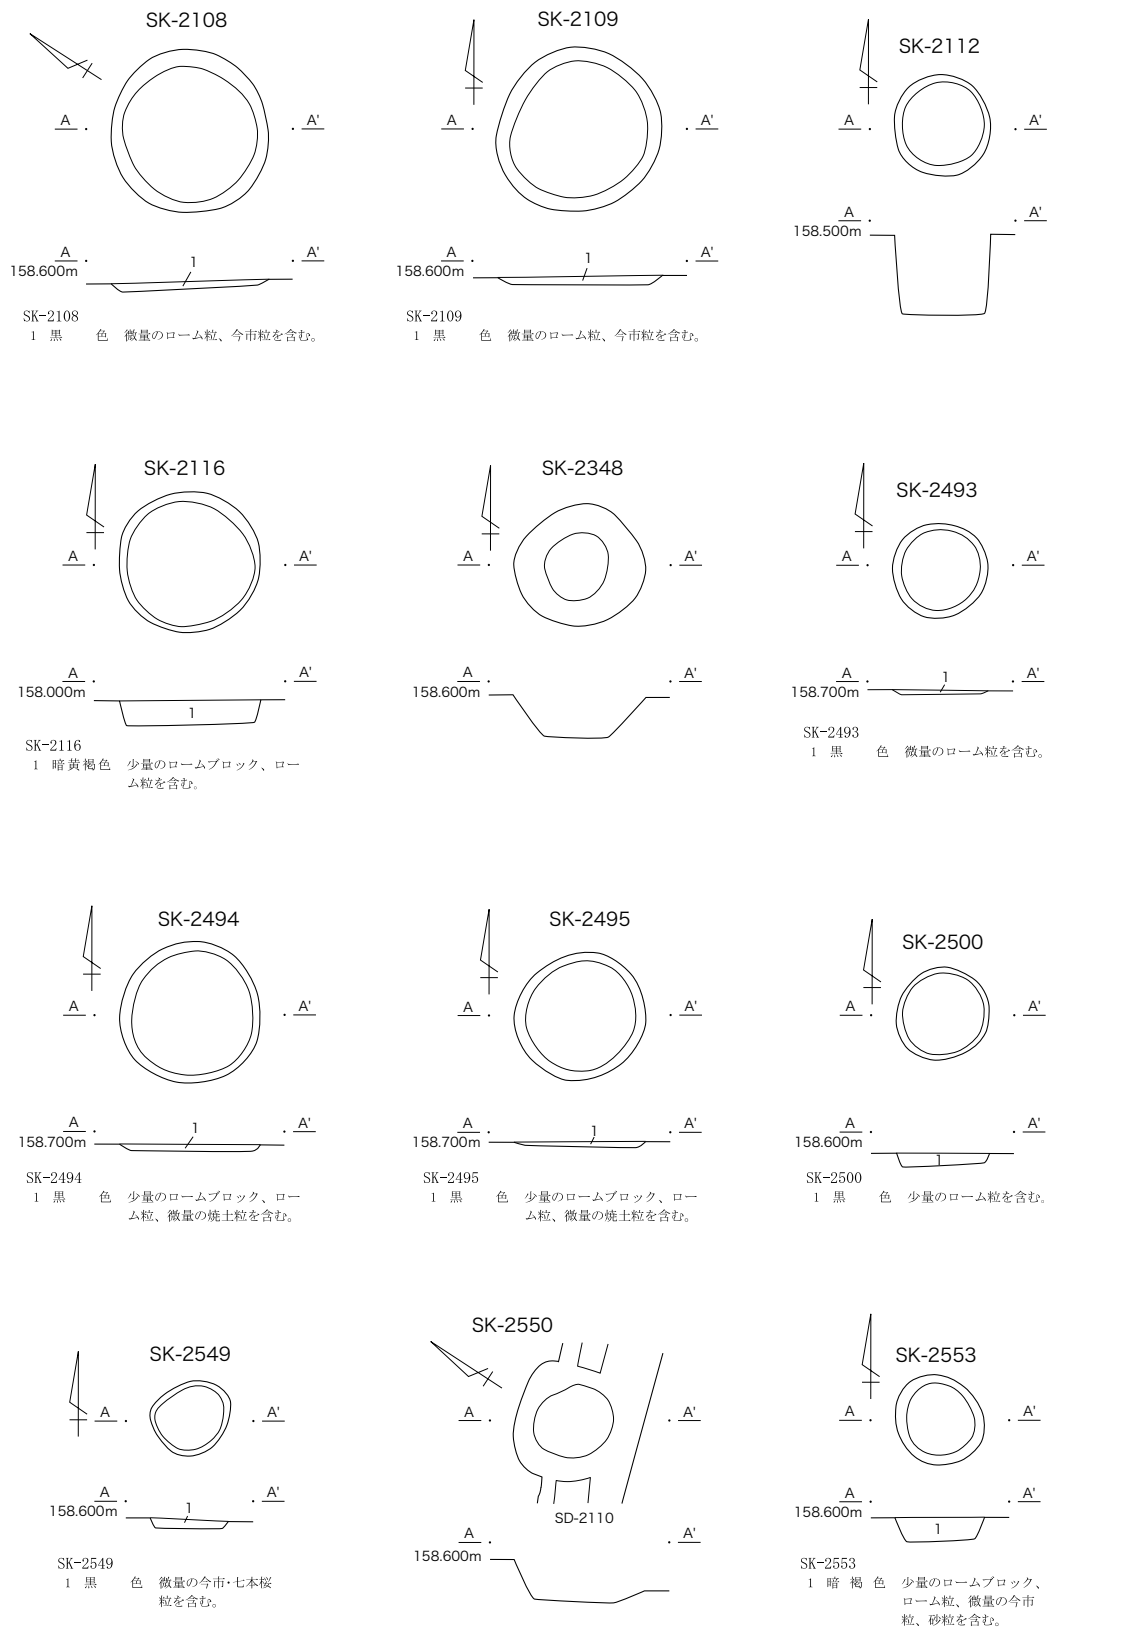 SK-2108
A A'
A A'
158.600m
1
SK-2108
1 黒 色 微量のローム粒、今市粒を含む。
SK-2109
A A'
A A'
158.600m
1
SK-2109
1 黒 色 微量のローム粒、今市粒を含む。
SK-2112
A A'
A A'
158.500m
SK-2116
A A'
A A'
158.000m
1
SK-2116
1 暗黄褐色 少量のロームブロック、ロー
ム粒を含む。
SK-2348
A A'
A A'
158.600m
SK-2493
A A'
A A'
158.700m
1
SK-2493
1 黒 色 微量のローム粒を含む。
SK-2494
A A'
A A'
158.700m
1
SK-2494
1 黒 色 少量のロームブロック、ロー
ム粒、微量の焼土粒を含む。
SK-2495
A A'
A A'
158.700m
1
SK-2495
1 黒 色 少量のロームブロック、ロー
ム粒、微量の焼土粒を含む。
SK-2500
A A'
A A'
158.600m
1
SK-2500
1 黒 色 少量のローム粒を含む。
SK-2549
A A'
A A'
158.600m
1
SK-2549
1 黒 色 微量の今市・七本桜
粒を含む。
SK-2550
A A'
SD-2110
A A'
158.600m
SK-2553
A A'
A A'
158.600m
1
SK-2553
1 暗 褐 色 少量のロームブロック、
ローム粒、微量の今市
粒、砂粒を含む。